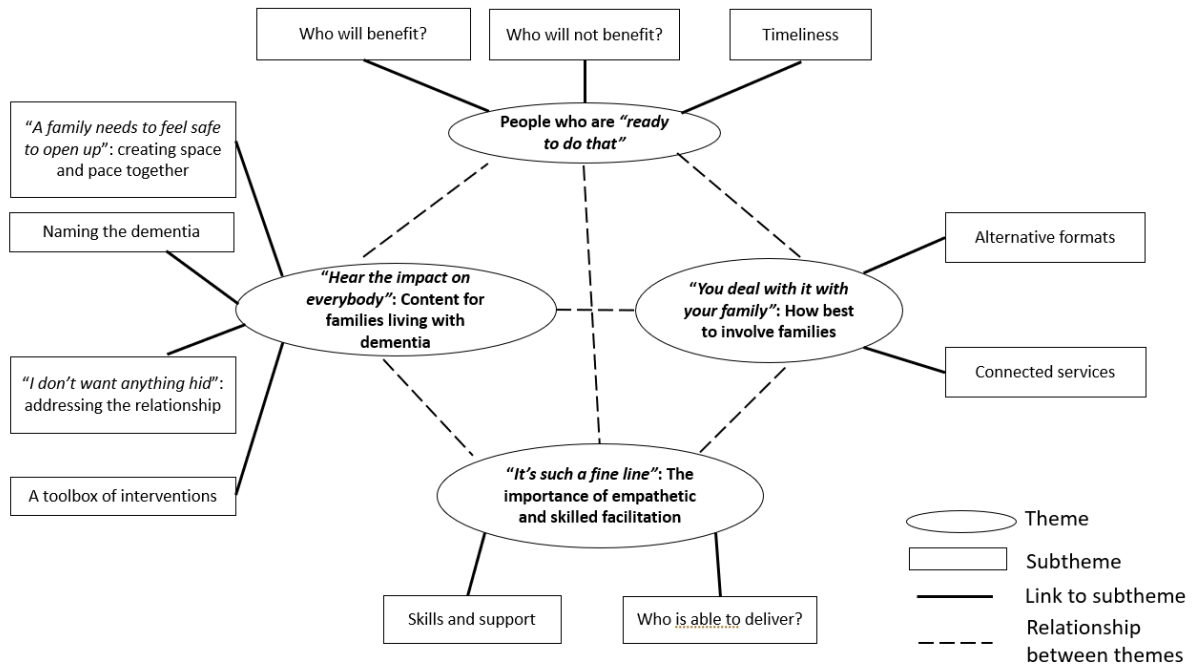 Who will benefit?
Who will not benefit?
Timeliness
People who are “ready
to do that”
“A family needs to feel safe
to open up”: creating space
and pace together
Naming the dementia
“I don’t want anything hid”:
addressing the relationship
A toolbox of interventions
“Hear the impact on
everybody”: Content for
families living with
dementia
“You deal with it with
your family”: How best
to involve families
Alternative formats
Connected services
“It’s such a fine line”: The
importance of empathetic
and skilled facilitation
Skills and support
Who is able to deliver?
Theme
Subtheme
Link to subtheme
Relationship
between themes